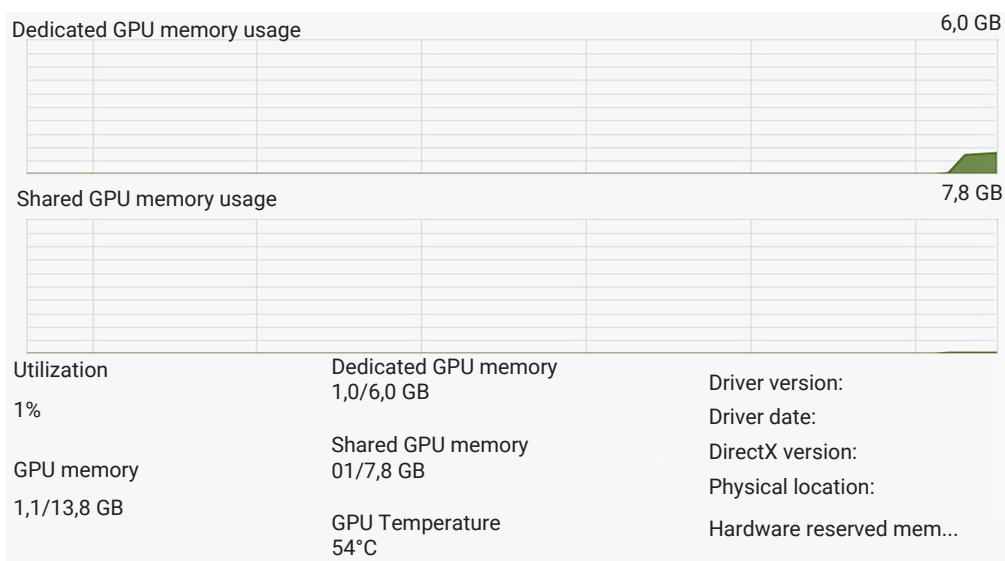 Dedicated GPU memory usage
6,0 GB
Shared GPU memory usage
7,8 GB
Utilization
1%
GPU memory
1,1/13,8 GB
Dedicated GPU memory
1,0/6,0 GB
Shared GPU memory
01/7,8 GB
GPU Temperature
54°C
Driver version:
Driver date:
DirectX version:
Physical location:
Hardware reserved mem...